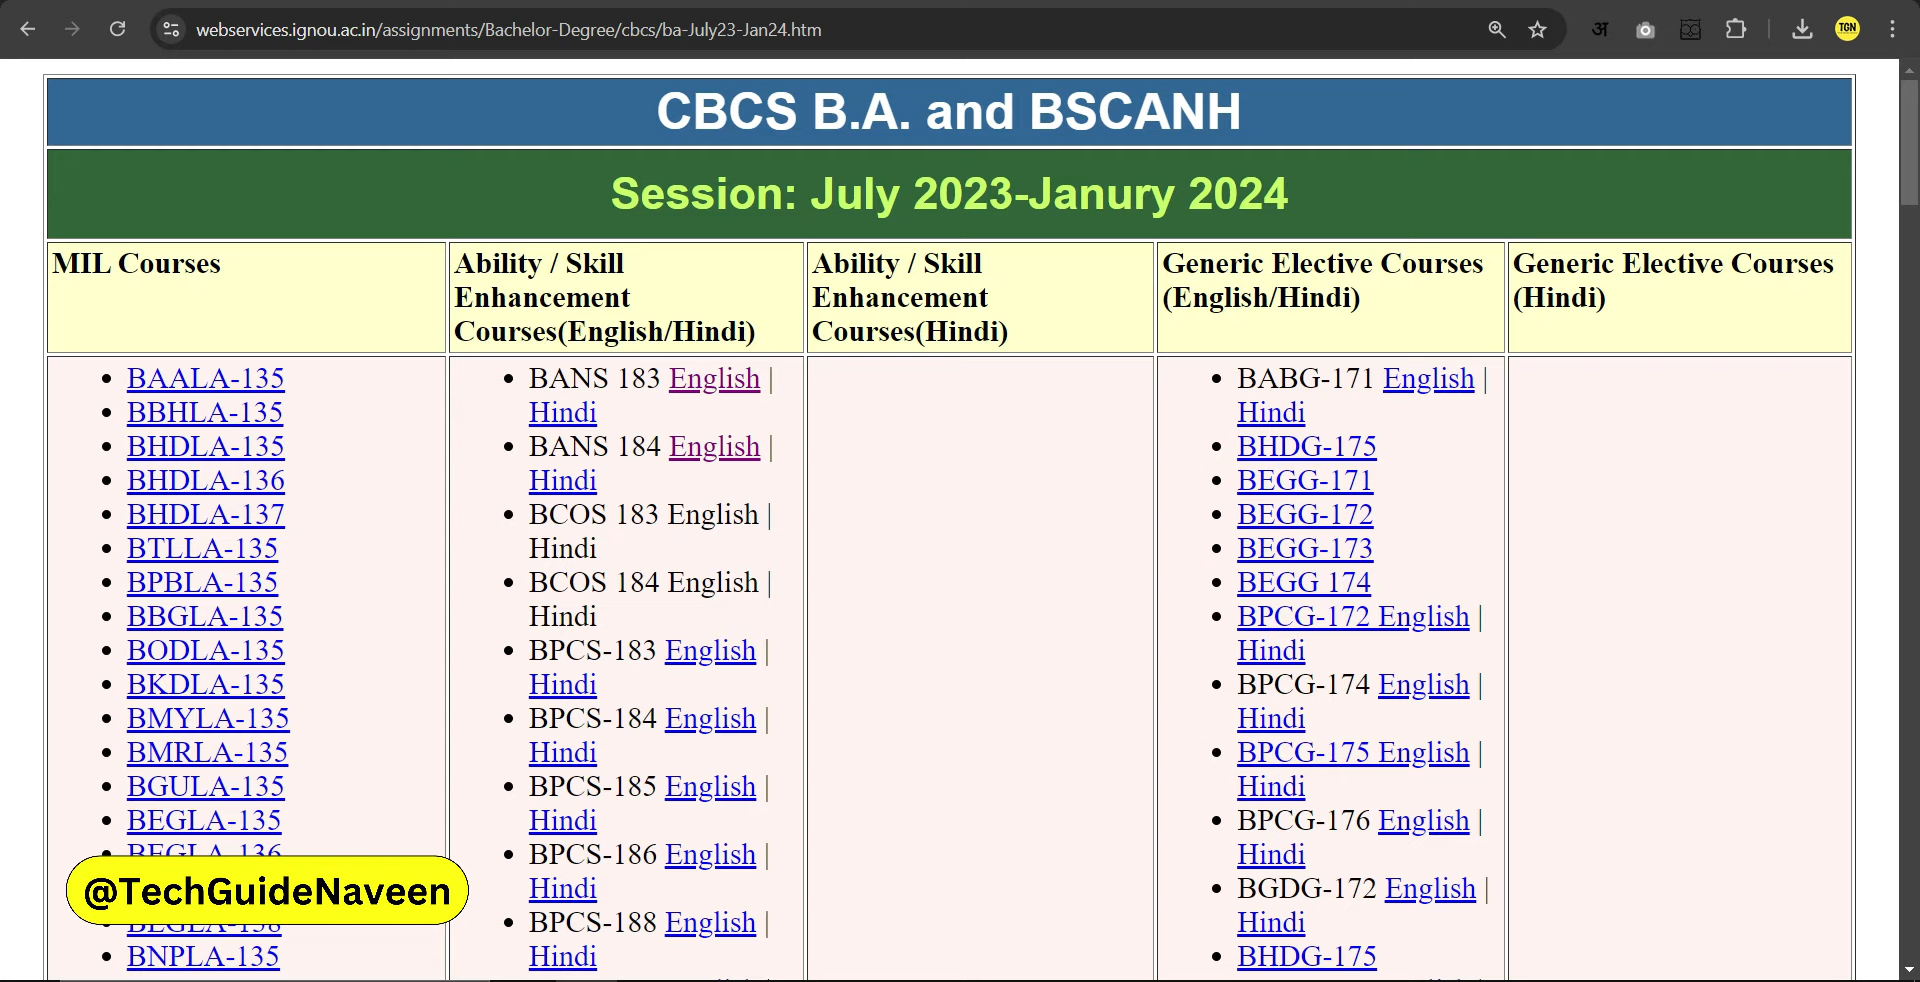 webservices.ignou.ac.in/assignments/Bachelor-Degree/cbcs/ba-July23-Jan24.htm
अ
TGN
CBCS B.A. and BSCANH
Session: July 2023-Janury 2024
MIL Courses
Ability / Skill
Enhancement
Courses(English/Hindi)
Ability / Skill
Enhancement
Courses(Hindi)
Generic Elective Courses
(English/Hindi)
Generic Elective Courses
(Hindi)
BAALA-135
BBHLA-135
BHDLA-135
BHDLA-136
BHDLA-137
BTLLA-135
BPBLA-135
BBGLA-135
BODLA-135
BKDLA-135
BMYLA-135
BMRLA-135
BGULA-135
BEGLA-135
BEGLA-136
@TechGuideNaveen
BEGLA-138
BNPLA-135
BANS 183 English |
Hindi
BANS 184 English |
Hindi
BCOS 183 English |
Hindi
BCOS 184 English |
Hindi
BPCS-183 English |
Hindi
BPCS-184 English |
Hindi
BPCS-185 English |
Hindi
BPCS-186 English |
Hindi
BPCS-188 English |
Hindi
BABG-171 English |
Hindi
BHDG-175
BEGG-171
BEGG-172
BEGG-173
BEGG 174
BPCG-172 English |
Hindi
BPCG-174 English |
Hindi
BPCG-175 English |
Hindi
BPCG-176 English |
Hindi
BGDG-172 English |
Hindi
BHDG-175